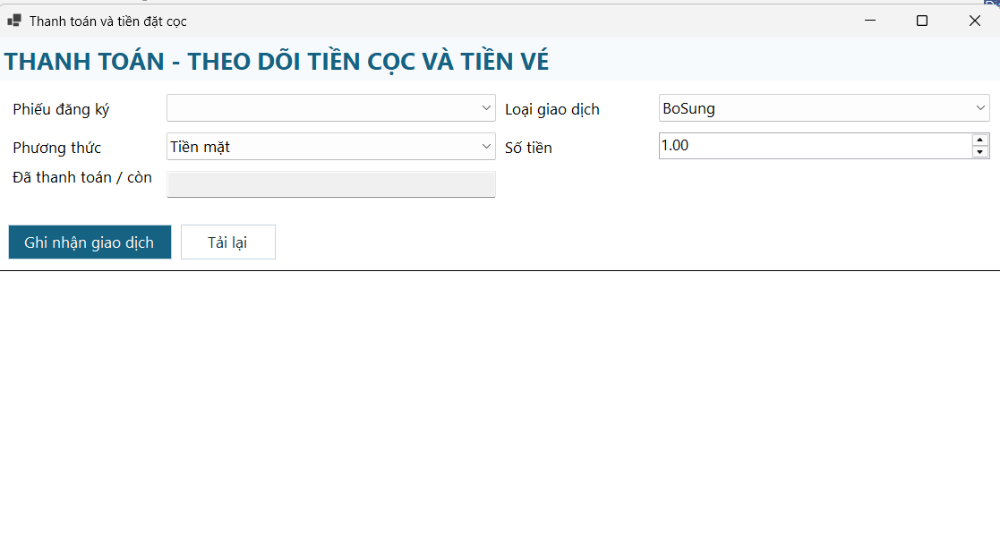 Thanh toán và tiền đặt cọc
THANH TOÁN - THEO DÕI TIỀN CỌC VÀ TIỀN VÉ
Phiếu đăng ký
Loại giao dịch BoSung
Phương thức Tiền mặt
Số tiền 1.00
Đã thanh toán / còn
Ghi nhận giao dịch Tải lại